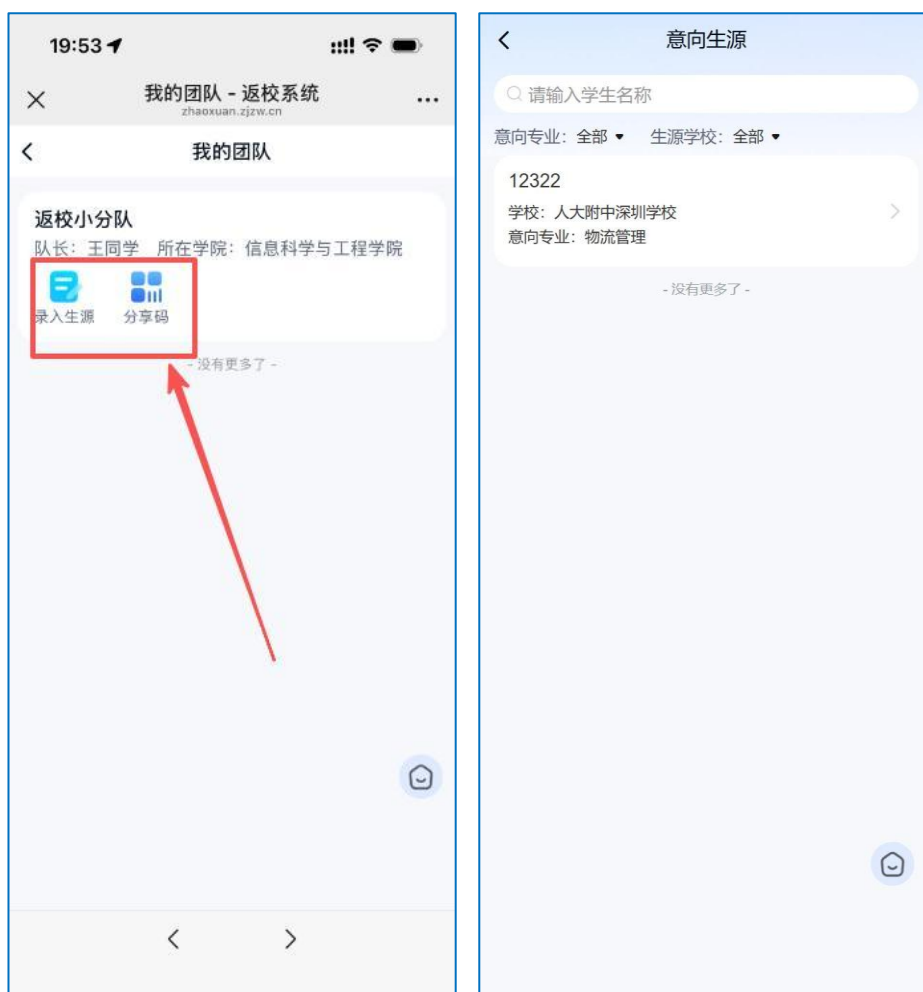 19:53
我的团队 - 返校系统
zhaoxuan.zjzw.cn
我的团队
返校小分队
队长：王同学 所在学院：信息科学与工程学院
录入生源 分享码
- 没有更多了 -
意向生源
请输入学生名称
意向专业：全部 生源学校：全部
12322
学校：人大附中深圳学校
意向专业：物流管理
- 没有更多了 -